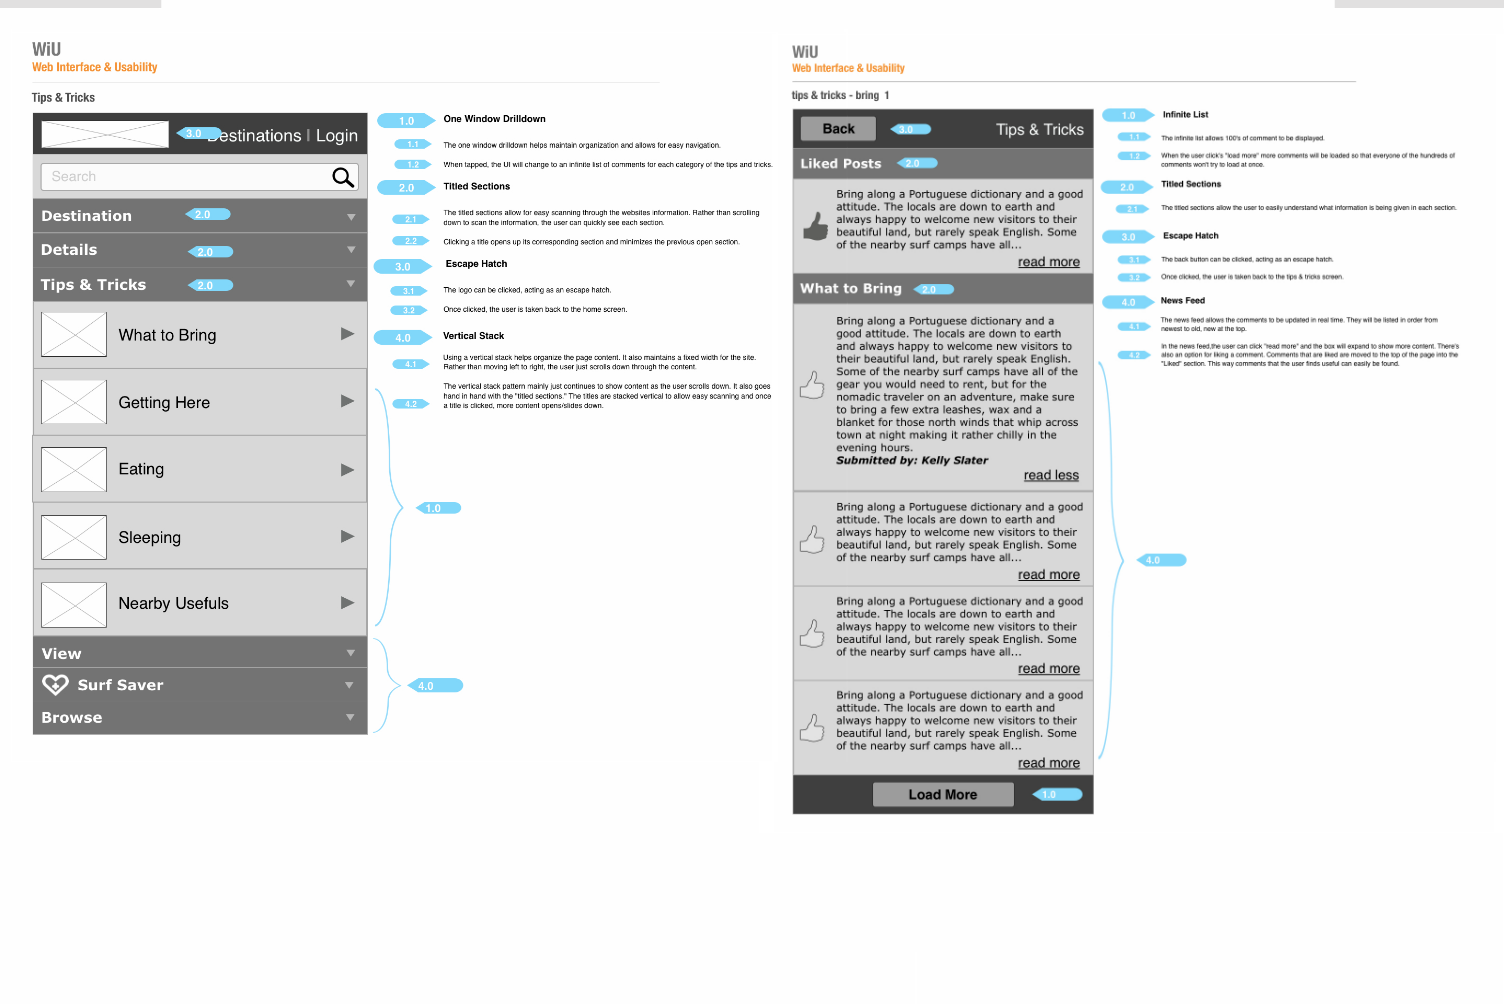 WiU
Web Interface & Usability
Tips & Tricks
3.0
Destinations | Login
Search
Destination
2.0
Details
2.0
Tips & Tricks
2.0
What to Bring
Getting Here
Eating
Sleeping
Nearby Usefuls
View
Surf Saver
Browse
1.0
4.0
1.0
One Window Drilldown
1.1
The one window drilldown helps maintain organization and allows for easy navigation.
1.2
When tapped, the UI will change to an infinite list of comments for each category of the tips and tricks.
2.0
Titled Sections
2.1
The titled sections allow for easy scanning through the websites information. Rather than scrolling
down to scan the information, the user can quickly see each section.
2.2
Clicking a title opens up its corresponding section and minimizes the previous open section.
3.0
Escape Hatch
3.1
The logo can be clicked, acting as an escape hatch.
3.2
Once clicked, the user is taken back to the home screen.
4.0
Vertical Stack
4.1
Using a vertical stack helps organize the page content. It also maintains a fixed width for the site.
Rather than moving left to right, the user just scrolls down through the content.
4.2
The vertical stack pattern mainly just continues to show content as the user scrolls down. It also goes
hand in hand with the "titled sections." The titles are stacked vertical to allow easy scanning and once
a title is clicked, more content opens/slides down.
WiU
Web Interface & Usability
tips & tricks - bring 1
Back
3.0
Tips & Tricks
Liked Posts
2.0
Bring along a Portuguese dictionary and a good
attitude. The locals are down to earth and
always happy to welcome new visitors to their
beautiful land, but rarely speak English. Some
of the nearby surf camps have all...
read more
What to Bring
2.0
Bring along a Portuguese dictionary and a
good attitude. The locals are down to earth
and always happy to welcome new visitors to
their beautiful land, but rarely speak English.
Some of the nearby surf camps have all of the
gear you would need to rent, but for the
nomadic traveler on an adventure, make sure
to bring a few extra leashes, wax and a
blanket for those north winds that whip across
town at night making it rather chilly in the
evening hours.
Submitted by: Kelly Slater
read less
Bring along a Portuguese dictionary and a good
attitude. The locals are down to earth and
always happy to welcome new visitors to their
beautiful land, but rarely speak English. Some
of the nearby surf camps have all...
read more
Bring along a Portuguese dictionary and a good
attitude. The locals are down to earth and
always happy to welcome new visitors to their
beautiful land, but rarely speak English. Some
of the nearby surf camps have all...
read more
Bring along a Portuguese dictionary and a good
attitude. The locals are down to earth and
always happy to welcome new visitors to their
beautiful land, but rarely speak English. Some
of the nearby surf camps have all...
read more
Load More
1.0
4.0
1.0
Infinite List
1.1
The infinite list allows 100's of comment to be displayed.
1.2
When the user click's "load more" more comments will be loaded so that everyone of the hundreds of
comments won't try to load at once.
2.0
Titled Sections
2.1
The titled sections allow the user to easily understand what information is being given in each section.
3.0
Escape Hatch
3.1
The back button can be clicked, acting as an escape hatch.
3.2
Once clicked, the user is taken back to the tips & tricks screen.
4.0
News Feed
4.1
The news feed allows the comments to be updated in real time. They will be listed in order from
newest to old, new at the top.
4.2
In the news feed,the user can click "read more" and the box will expand to show more content. There's
also an option for liking a comment. Comments that are liked are moved to the top of the page into the
"Liked" section. This way comments that the user finds useful can easily be found.